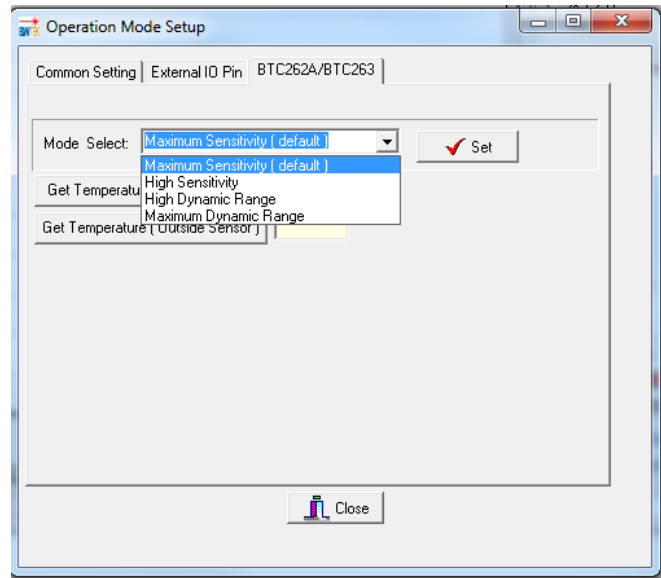 Operation Mode Setup
Common Setting External IO Pin BTC262A/BTC263
Mode Select: Maximum Sensitivity ( default ) Set
Maximum Sensitivity ( default )
High Sensitivity
High Dynamic Range
Maximum Dynamic Range
Get
Get Temperature ( Outside Sensor )
Close